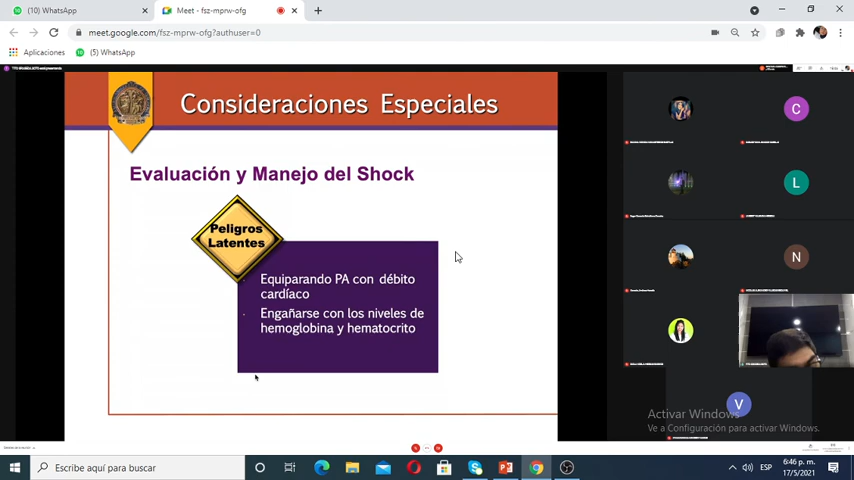 (10) WhatsApp
Meet - fsz-mprw-ofg
meet.google.com/fsz-mprw-ofg?authuser=0
Aplicaciones
(5) WhatsApp
Consideraciones Especiales
Evaluación y Manejo del Shock
Peligros
Latentes
Equiparando PA con débito
cardíaco
Engañarse con los niveles de
hemoglobina y hematocrito
C
L
N
V
Activar Windows
Ve a Configuración para activar Windows.
Escribe aquí para buscar
ESP
6:46 p. m.
17/5/2021